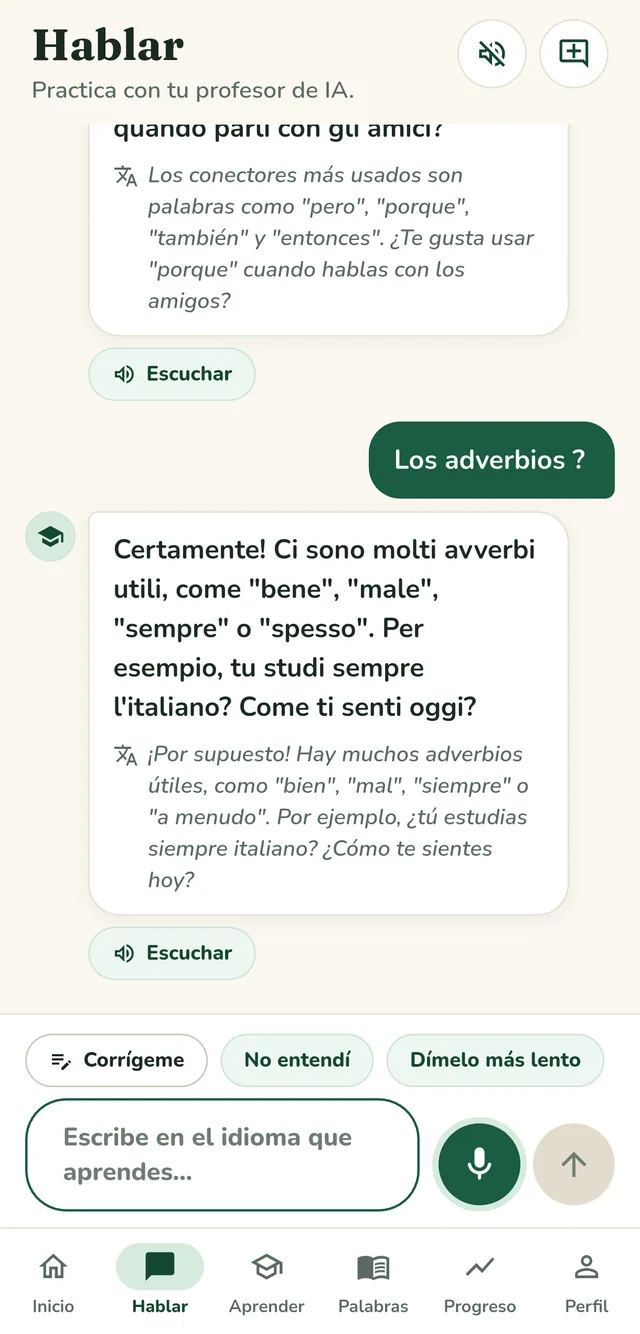 Hablar
Practica con tu profesor de IA.
quando parli con gli amici?
Los conectores más usados son
palabras como "pero", "porque",
"también" y "entonces". ¿Te gusta usar
"porque" cuando hablas con los
amigos?
Escuchar
Los adverbios ?
Certamente! Ci sono molti avverbi
utili, come "bene", "male",
"sempre" o "spesso". Per
esempio, tu studi sempre
l'italiano? Come ti senti oggi?
¡Por supuesto! Hay muchos adverbios
útiles, como "bien", "mal", "siempre" o
"a menudo". Por ejemplo, ¿tú estudias
siempre italiano? ¿Cómo te sientes
hoy?
Escuchar
Corrígeme
No entendí
Dímelo más lento
Escribe en el idioma que
aprendes...
Inicio
Hablar
Aprender
Palabras
Progreso
Perfil